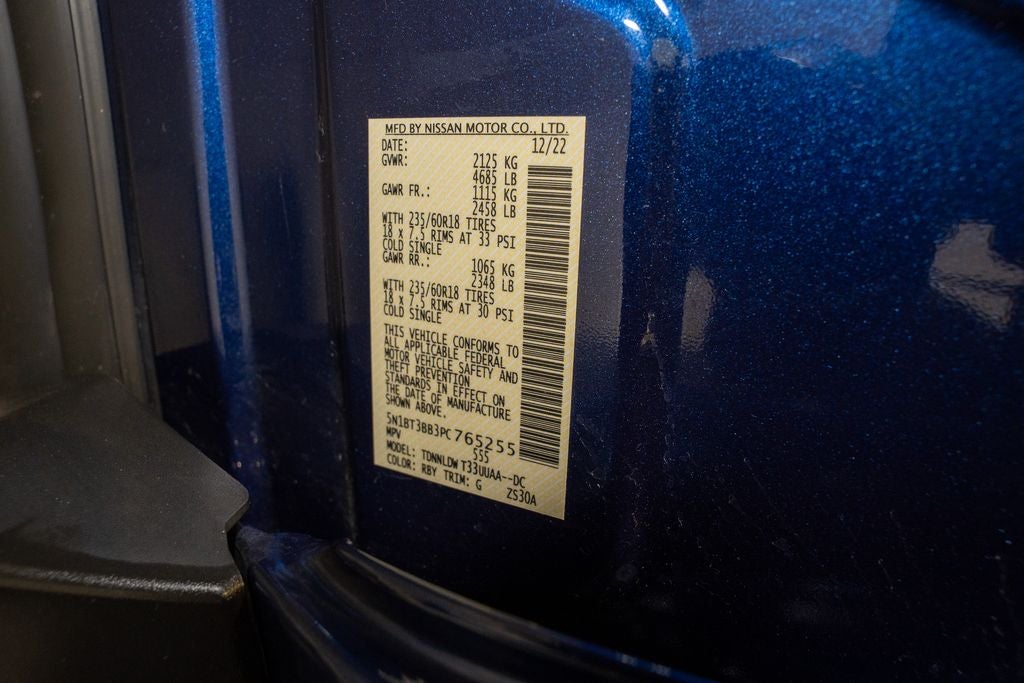 MFD BY NISSAN MOTOR CO., LTD.
DATE: 12/22
GVWR: 2125 KG
4685 LB
GAWR FR.: 1115 KG
2458 LB
WITH 235/60R18 TIRES
18 x 7.5 RIMS AT 33 PSI
COLD SINGLE
GAWR RR.: 1065 KG
2348 LB
WITH 235/60R18 TIRES
18 x 7.5 RIMS AT 30 PSI
COLD SINGLE
THIS VEHICLE CONFORMS TO
ALL APPLICABLE FEDERAL
MOTOR VEHICLE SAFETY AND
THEFT PREVENTION
STANDARDS IN EFFECT ON
THE DATE OF MANUFACTURE
SHOWN ABOVE.
5N1BT3BB3PC765255
MPV 555
MODEL: TDNNLDW T33UUAA--DC
COLOR: RBY TRIM: G ZS30A